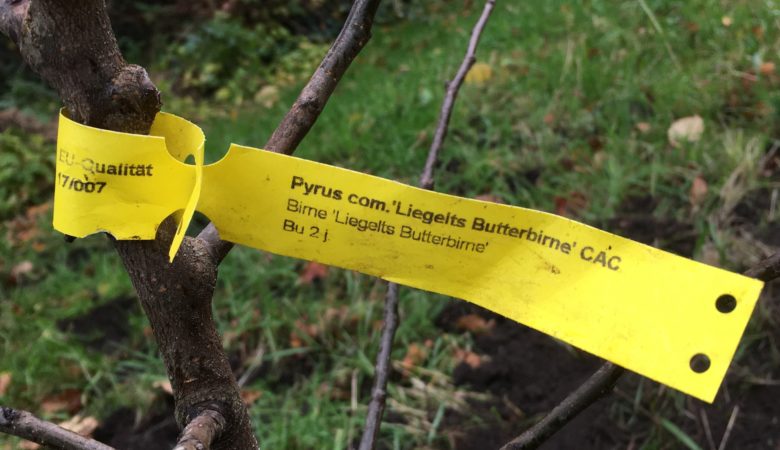 EU-Qualität
17/007
Pyrus com.'Liegelts Butterbirne' CAC
Birne 'Liegelts Butterbirne'
Bu 2 j.